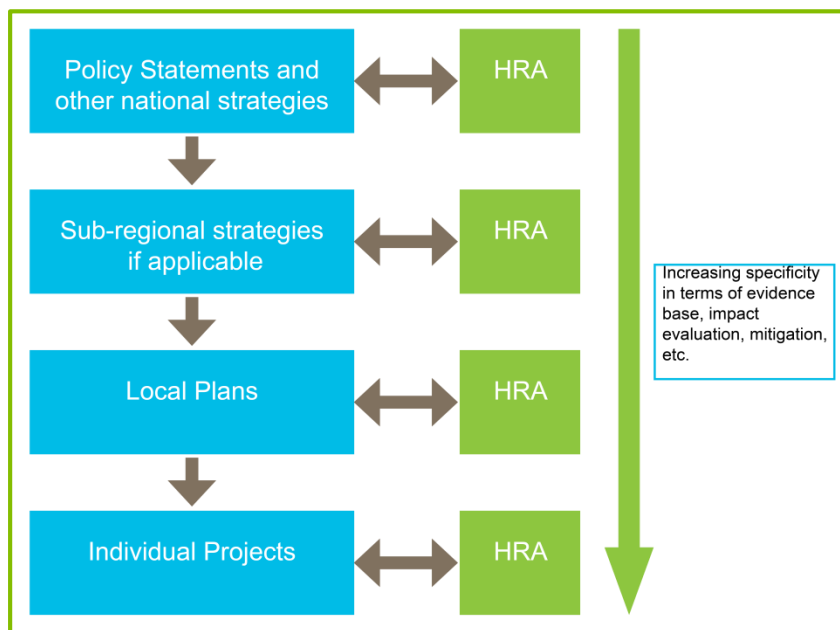 Policy Statements and
other national strategies
HRA
Sub-regional strategies
if applicable
HRA
Increasing specificity
in terms of evidence
base, impact
evaluation, mitigation,
etc.
Local Plans
HRA
Individual Projects
HRA